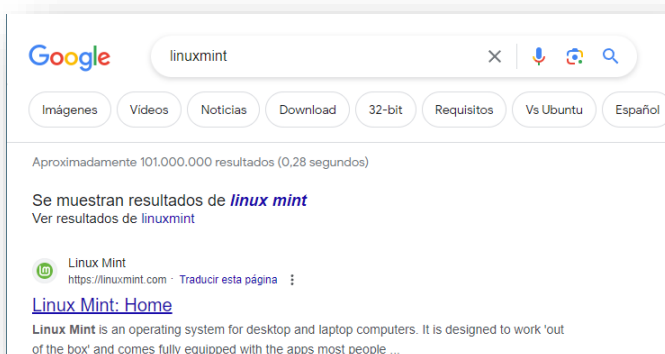 Google
linuxmint
Imágenes Vídeos Noticias Download 32-bit Requisitos Vs Ubuntu Español
Aproximadamente 101.000.000 resultados (0,28 segundos)
Se muestran resultados de linux mint
Ver resultados de linuxmint
Linux Mint
https://linuxmint.com · Traducir esta página
Linux Mint: Home
Linux Mint is an operating system for desktop and laptop computers. It is designed to work 'out
of the box' and comes fully equipped with the apps most people ...